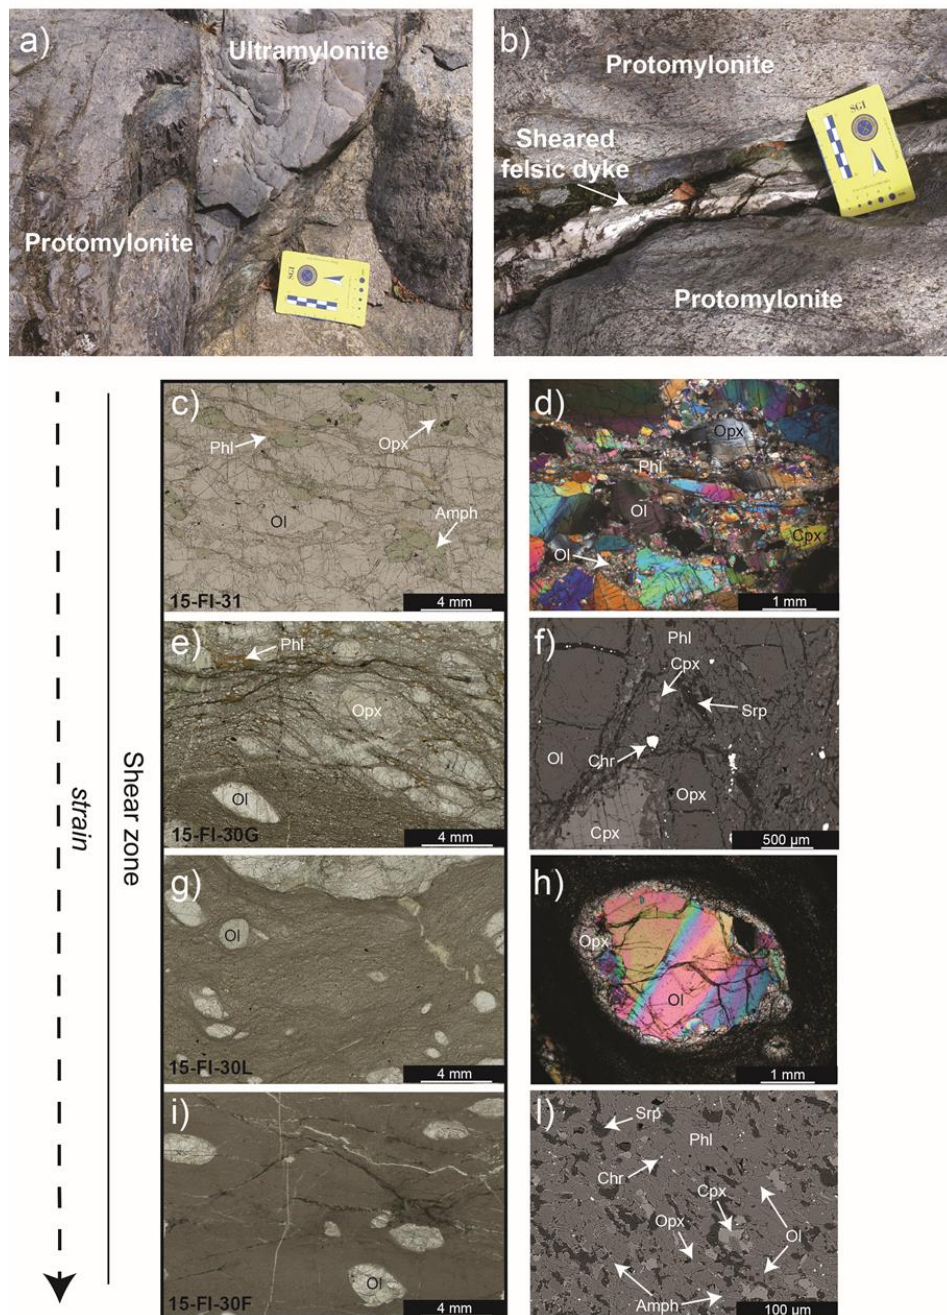 a)
Ultramylonite
Protomylonite
SGI
b)
Protomylonite
SGI
Sheared
felsic dyke
Protomylonite
strain
Shear zone
c)
Phl
Opx
Amph
Ol
15-FI-31
4 mm
d)
Opx
Phl
Ol
Cpx
Ol
1 mm
e)
Phl
Opx
Ol
15-FI-30G
4 mm
f)
Phl
Cpx
Srp
Ol
Chr
Opx
Cpx
500 µm
g)
Ol
15-FI-30L
4 mm
h)
Opx
Ol
1 mm
i)
Ol
15-FI-30F
4 mm
l)
Srp
Phl
Chr
Cpx
Opx
Ol
Amph
100 µm